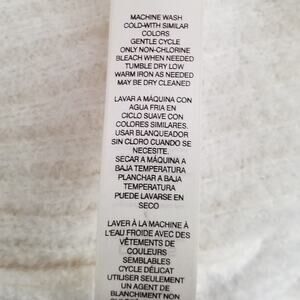 MACHINE WASH
COLD-WITH SIMILAR
COLORS
GENTLE CYCLE
ONLY NON-CHLORINE
BLEACH WHEN NEEDED
TUMBLE DRY LOW
WARM IRON AS NEEDED
MAY BE DRY CLEANED
LAVAR A MÁQUINA CON
AGUA FRIA EN
CICLO SUAVE CON
COLORES SIMILARES.
USAR BLANQUEADOR
SIN CLORO CUANDO SE
NECESITE.
SECAR A MÁQUINA A
BAJA TEMPERATURA
PLANCHAR A BAJA
TEMPERATURA
PUEDE LAVARSE EN
SECO
LAVER À LA MACHINE À
L'EAU FROIDE AVEC DES
VÊTEMENTS DE
COULEURS
SEMBLABLES
CYCLE DÉLICAT
UTILISER SEULEMENT
UN AGENT DE
BLANCHIMENT NON